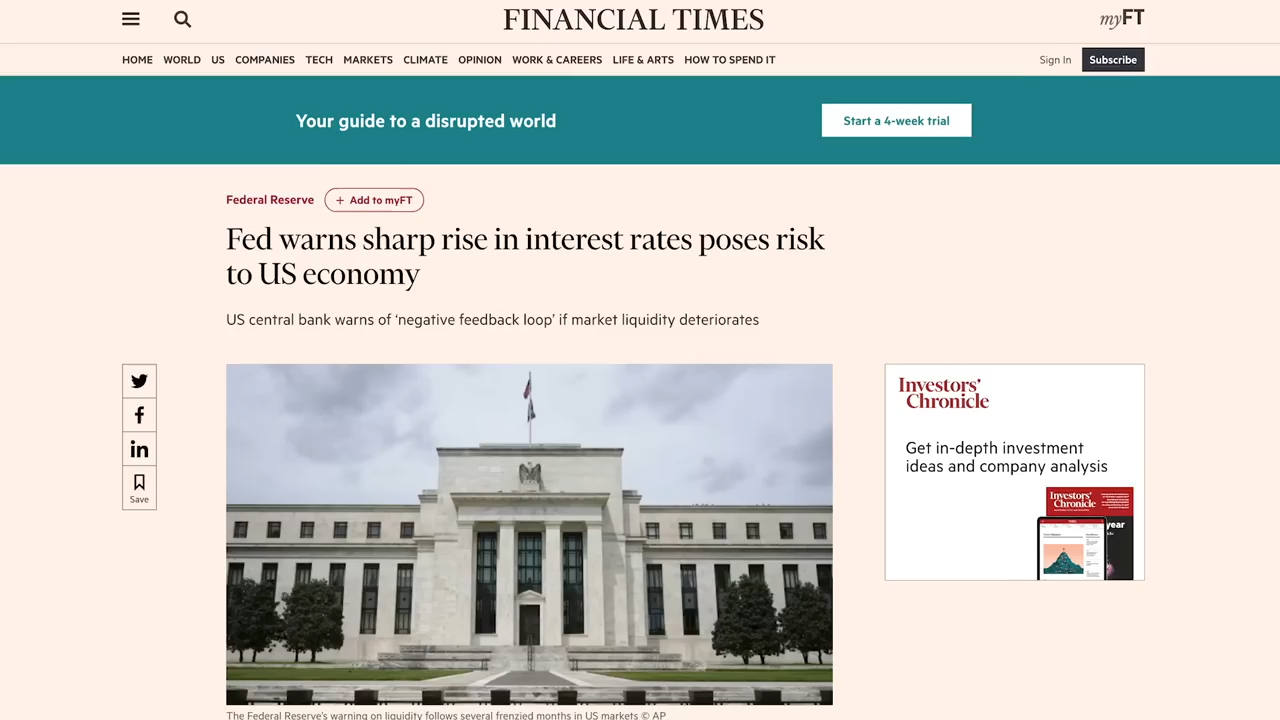 FINANCIAL TIMES
myFT
HOME WORLD US COMPANIES TECH MARKETS CLIMATE OPINION WORK & CAREERS LIFE & ARTS HOW TO SPEND IT
Sign In Subscribe
Your guide to a disrupted world
Start a 4-week trial
Federal Reserve + Add to myFT
Fed warns sharp rise in interest rates poses risk
to US economy
US central bank warns of ‘negative feedback loop’ if market liquidity deteriorates
Save
The Federal Reserve’s warning on liquidity follows several frenzied months in US markets © AP
Investors’
Chronicle
Get in-depth investment
ideas and company analysis
Investors’
Chronicle
year